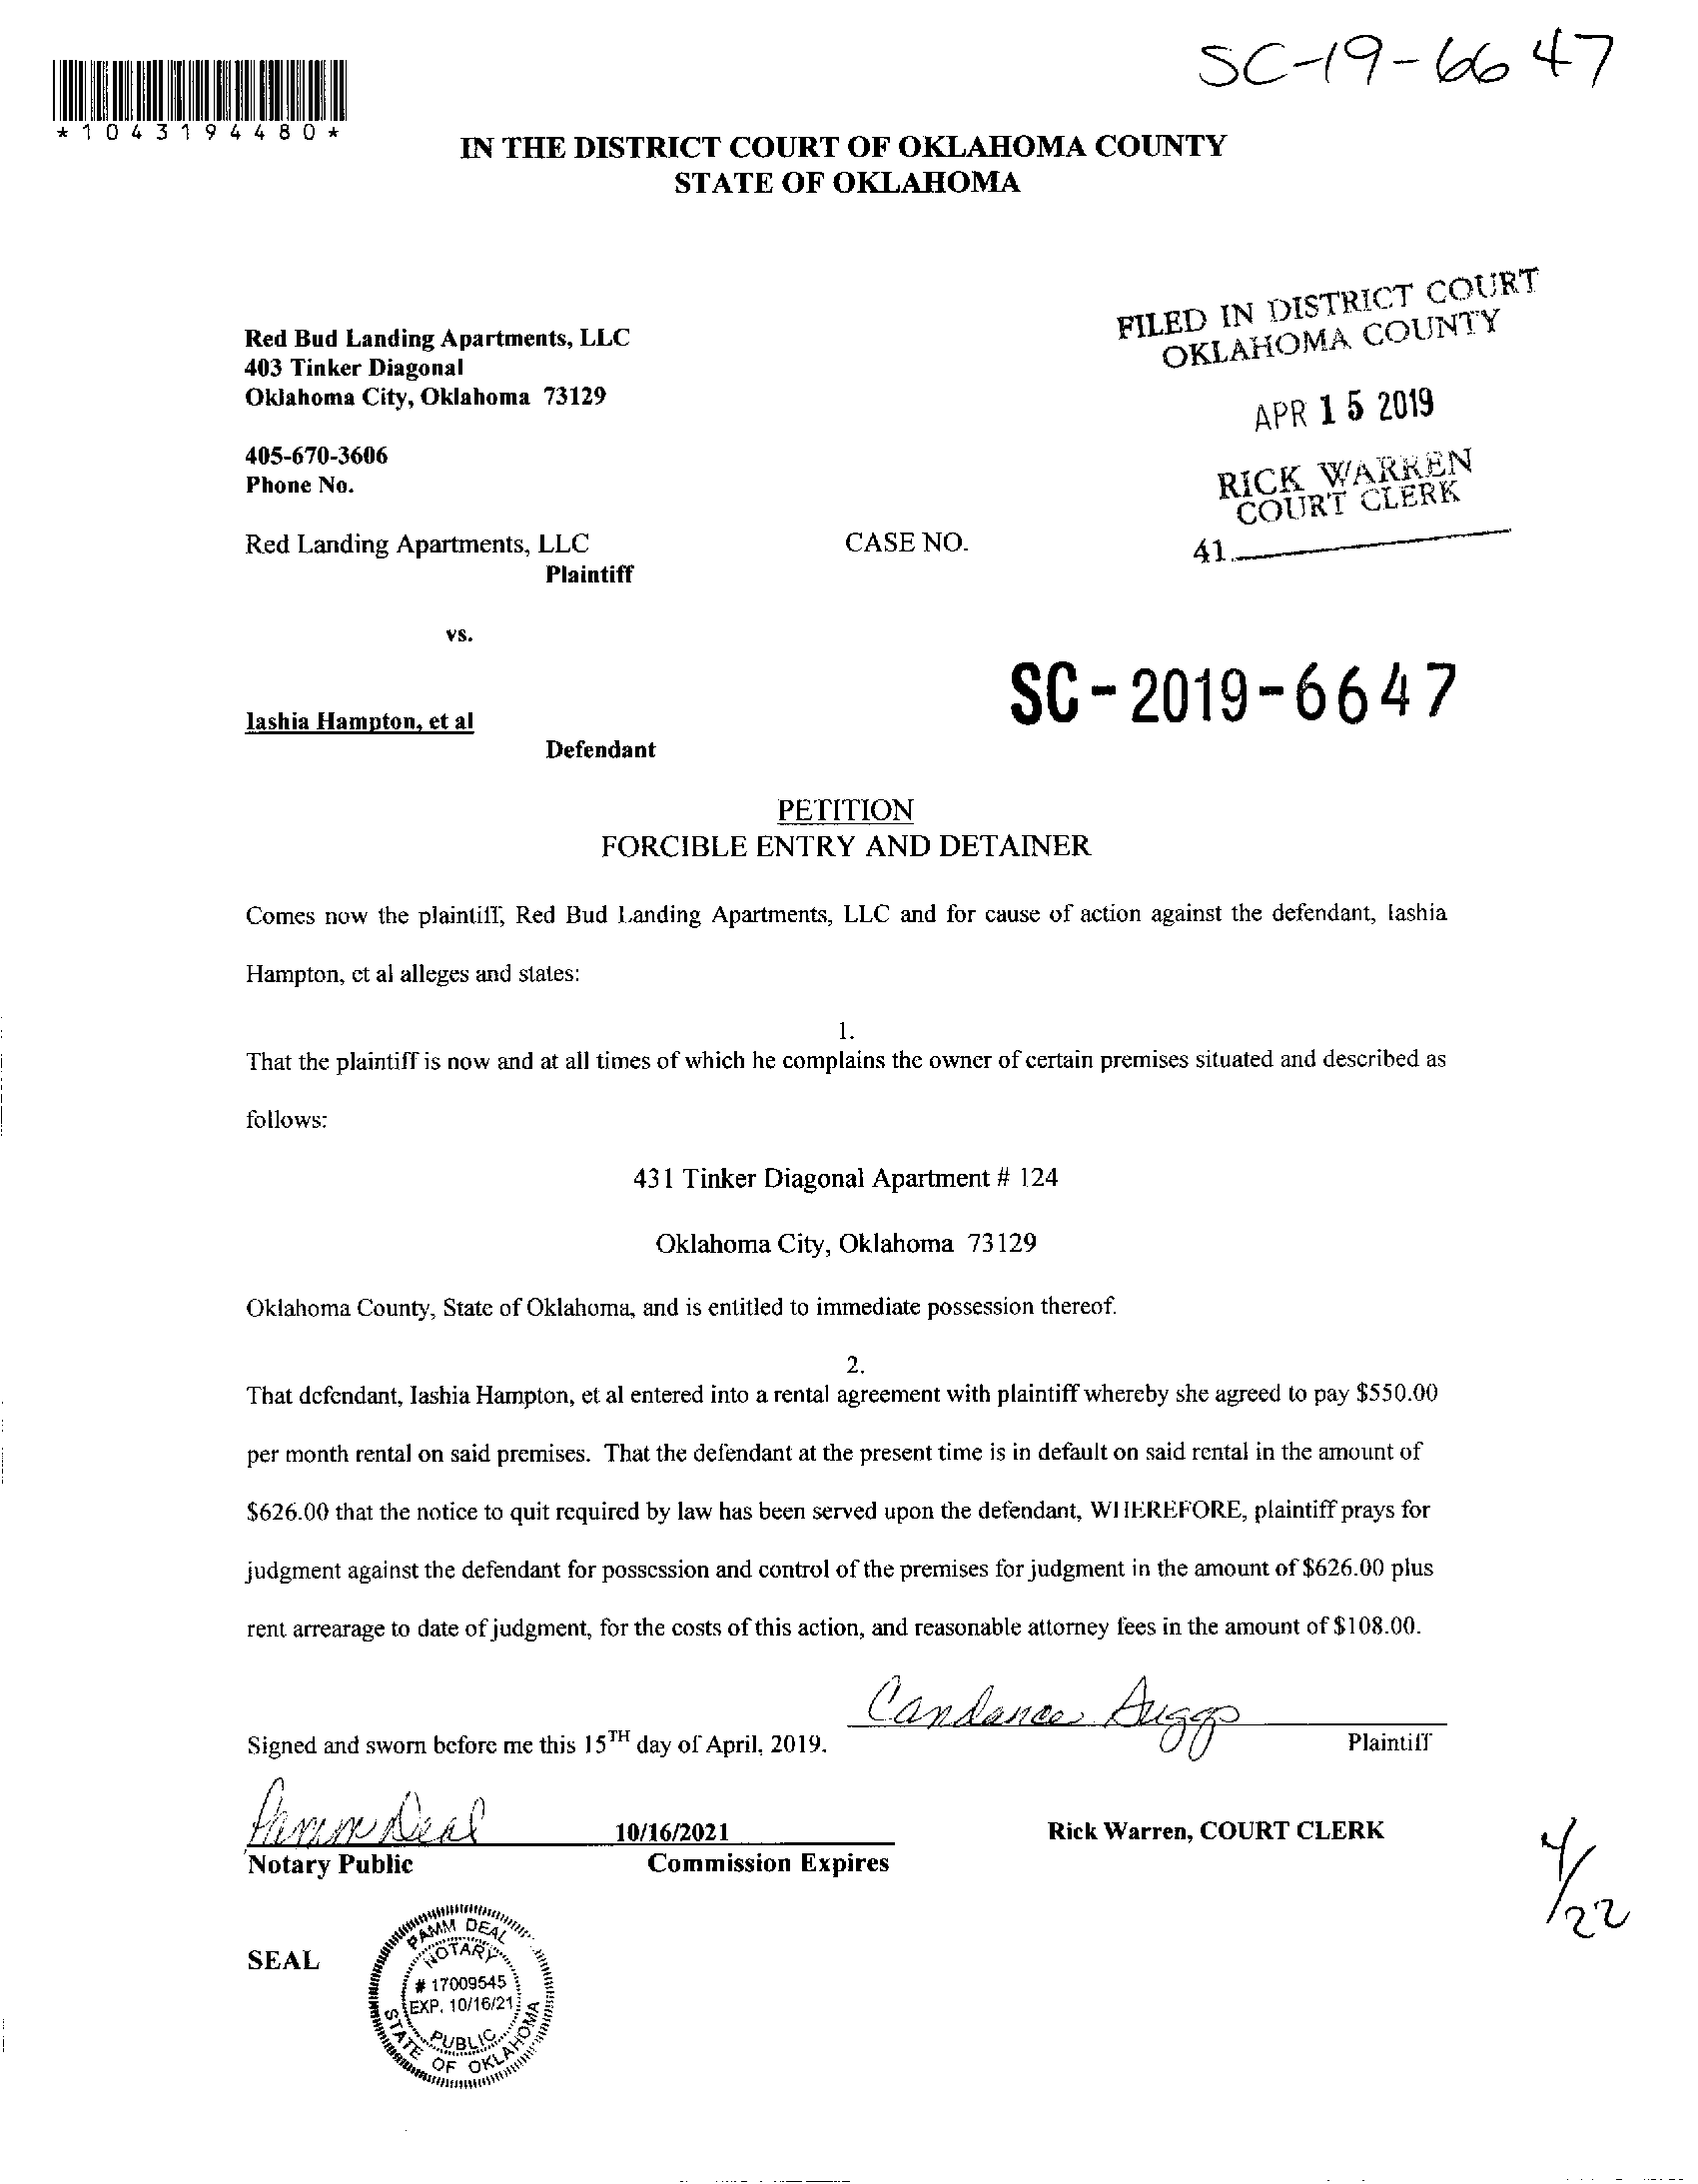 SC-19-6647
*1043194480*
IN THE DISTRICT COURT OF OKLAHOMA COUNTY
STATE OF OKLAHOMA
FILED IN DISTRICT COURT
OKLAHOMA COUNTY
APR 15 2019
RICK WARREN
COURT CLERK
41.
Red Bud Landing Apartments, LLC
403 Tinker Diagonal
Oklahoma City, Oklahoma 73129
405-670-3606
Phone No.
Red Landing Apartments, LLC CASE NO.
Plaintiff
vs.
SC-2019-6647
Iashia Hampton, et al
Defendant
PETITION
FORCIBLE ENTRY AND DETAINER
Comes now the plaintiff, Red Bud Landing Apartments, LLC and for cause of action against the defendant, Iashia
Hampton, et al alleges and states:
1.
That the plaintiff is now and at all times of which he complains the owner of certain premises situated and described as
follows:
431 Tinker Diagonal Apartment # 124
Oklahoma City, Oklahoma 73129
Oklahoma County, State of Oklahoma, and is entitled to immediate possession thereof.
2.
That defendant, Iashia Hampton, et al entered into a rental agreement with plaintiff whereby she agreed to pay $550.00
per month rental on said premises. That the defendant at the present time is in default on said rental in the amount of
$626.00 that the notice to quit required by law has been served upon the defendant, WHEREFORE, plaintiff prays for
judgment against the defendant for possession and control of the premises for judgment in the amount of $626.00 plus
rent arrearage to date of judgment, for the costs of this action, and reasonable attorney fees in the amount of $108.00.
Candance Suggs
Signed and sworn before me this 15TH day of April, 2019. Plaintiff
Pamm Deal 10/16/2021 Rick Warren, COURT CLERK
Notary Public Commission Expires
4/22
SEAL
PAMM DEAL
NOTARY
# 17009545
EXP. 10/16/21
PUBLIC
STATE OF OKLAHOMA